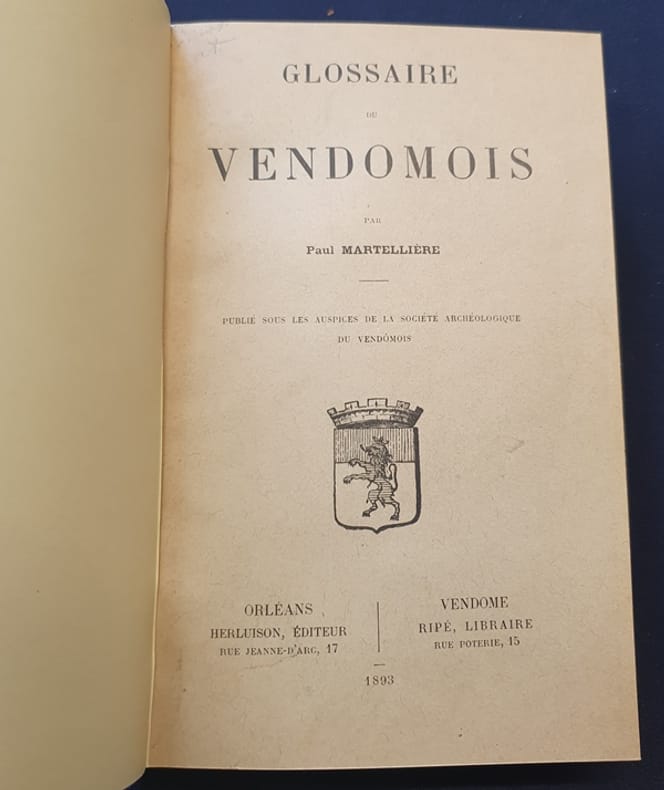 GLOSSAIRE
DU
VENDOMOIS
PAR
Paul MARTELLIÈRE
PUBLIÉ SOUS LES AUSPICES DE LA SOCIÉTÉ ARCHÉOLOGIQUE
DU VENDÔMOIS
ORLÉANS
HERLUISON, ÉDITEUR
RUE JEANNE-D'ARC, 17
VENDOME
RIPÉ, LIBRAIRE
RUE POTERIE, 15
1893